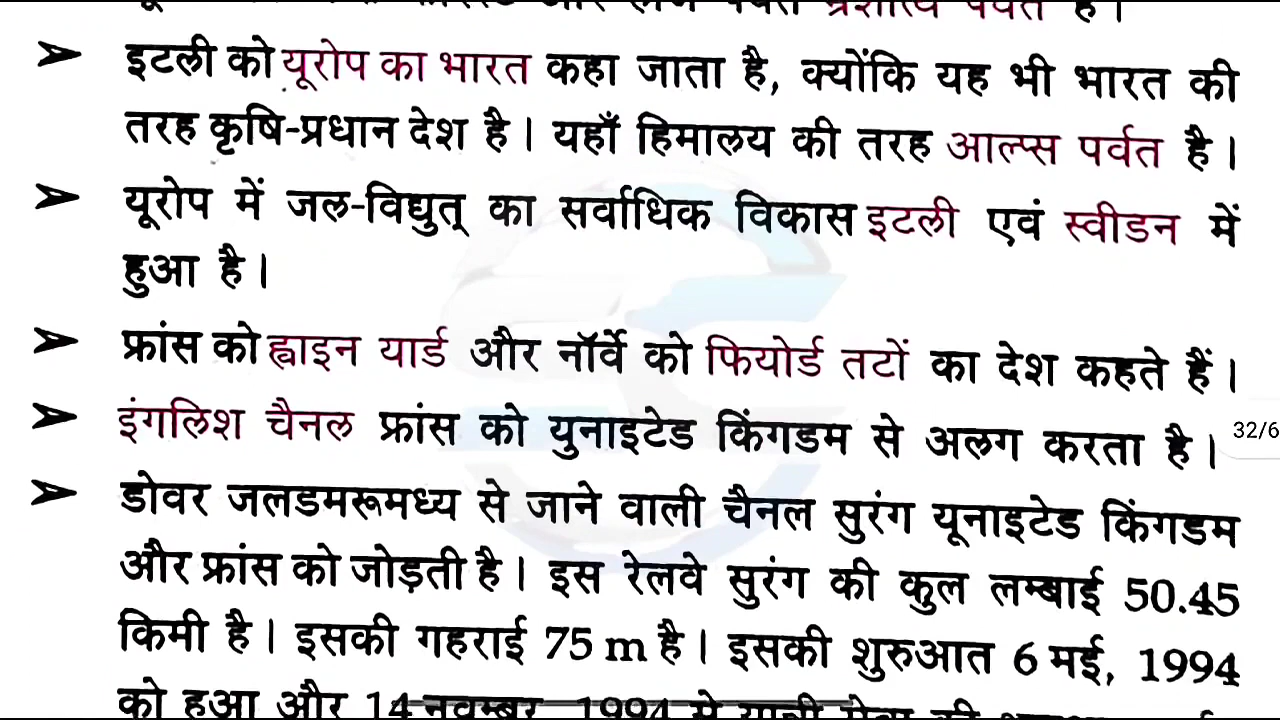 पर्वत है।
➤ इटली को यूरोप का भारत कहा जाता है, क्योंकि यह भी भारत की
तरह कृषि-प्रधान देश है। यहाँ हिमालय की तरह आल्प्स पर्वत है।
➤ यूरोप में जल-विद्युत् का सर्वाधिक विकास इटली एवं स्वीडन में
हुआ है।
➤ फ्रांस को ह्वाइन यार्ड और नॉर्वे को फियोर्ड तटों का देश कहते हैं।
➤ इंगलिश चैनल फ्रांस को युनाइटेड किंगडम से अलग करता है।
32/6
➤ डोवर जलडमरूमध्य से जाने वाली चैनल सुरंग यूनाइटेड किंगडम
और फ्रांस को जोड़ती है। इस रेलवे सुरंग की कुल लम्बाई 50.45
किमी है। इसकी गहराई 75 m है। इसकी शुरुआत 6 मई, 1994
को हुआ और 14 नवम्बर, 1994 से यात्री सेवा की